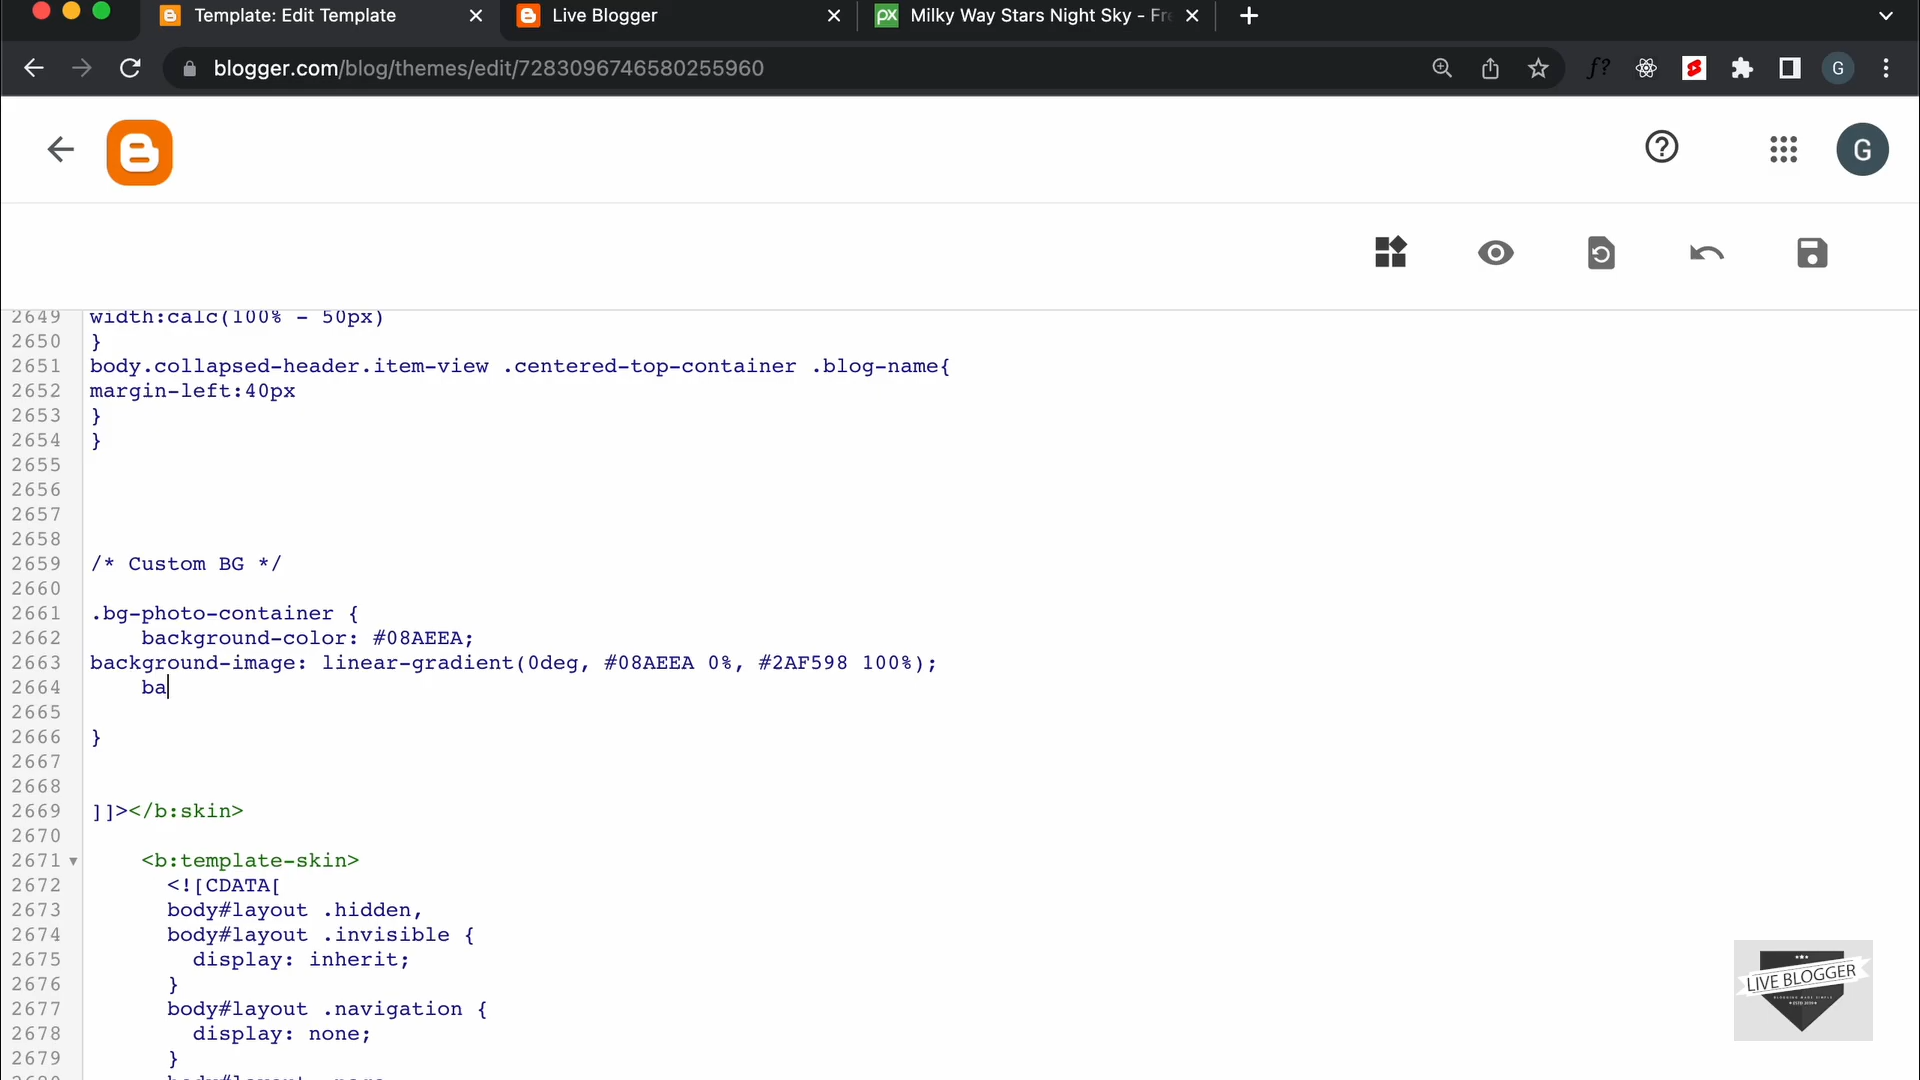 Template: Edit Template
Live Blogger
Milky Way Stars Night Sky - Fre
blogger.com/blog/themes/edit/7283096746580255960
f?
G
G
2649 width:calc(100% - 50px)
2650 }
2651 body.collapsed-header.item-view .centered-top-container .blog-name{
2652 margin-left:40px
2653 }
2654 }
2655
2656
2657
2658
2659 /* Custom BG */
2660
2661 .bg-photo-container {
2662 background-color: #08AEEA;
2663 background-image: linear-gradient(0deg, #08AEEA 0%, #2AF598 100%);
2664 ba
2665
2666 }
2667
2668
2669 ]]></b:skin>
2670
2671 <b:template-skin>
2672 <![CDATA[
2673 body#layout .hidden,
2674 body#layout .invisible {
2675 display: inherit;
2676 }
2677 body#layout .navigation {
2678 display: none;
2679 }
LIVE BLOGGER